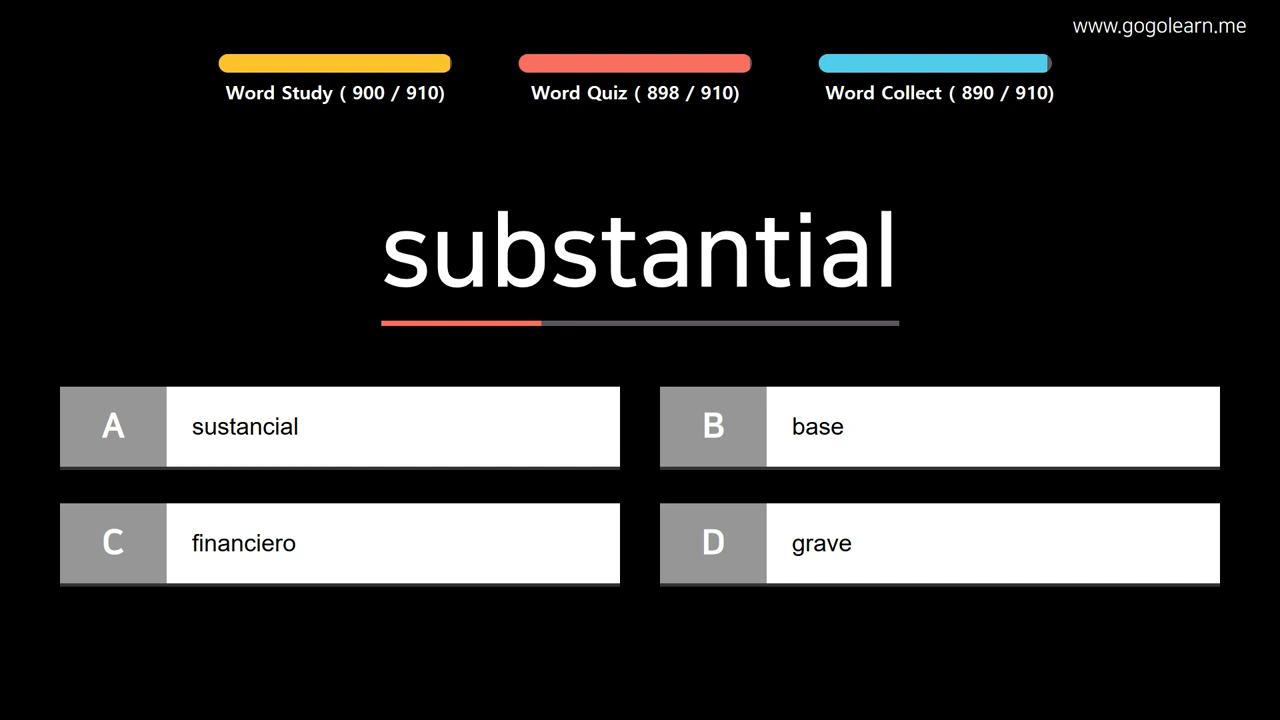 www.gogolearn.me
Word Study ( 900 / 910)
Word Quiz ( 898 / 910)
Word Collect ( 890 / 910)
substantial
A sustancial
B base
C financiero
D grave